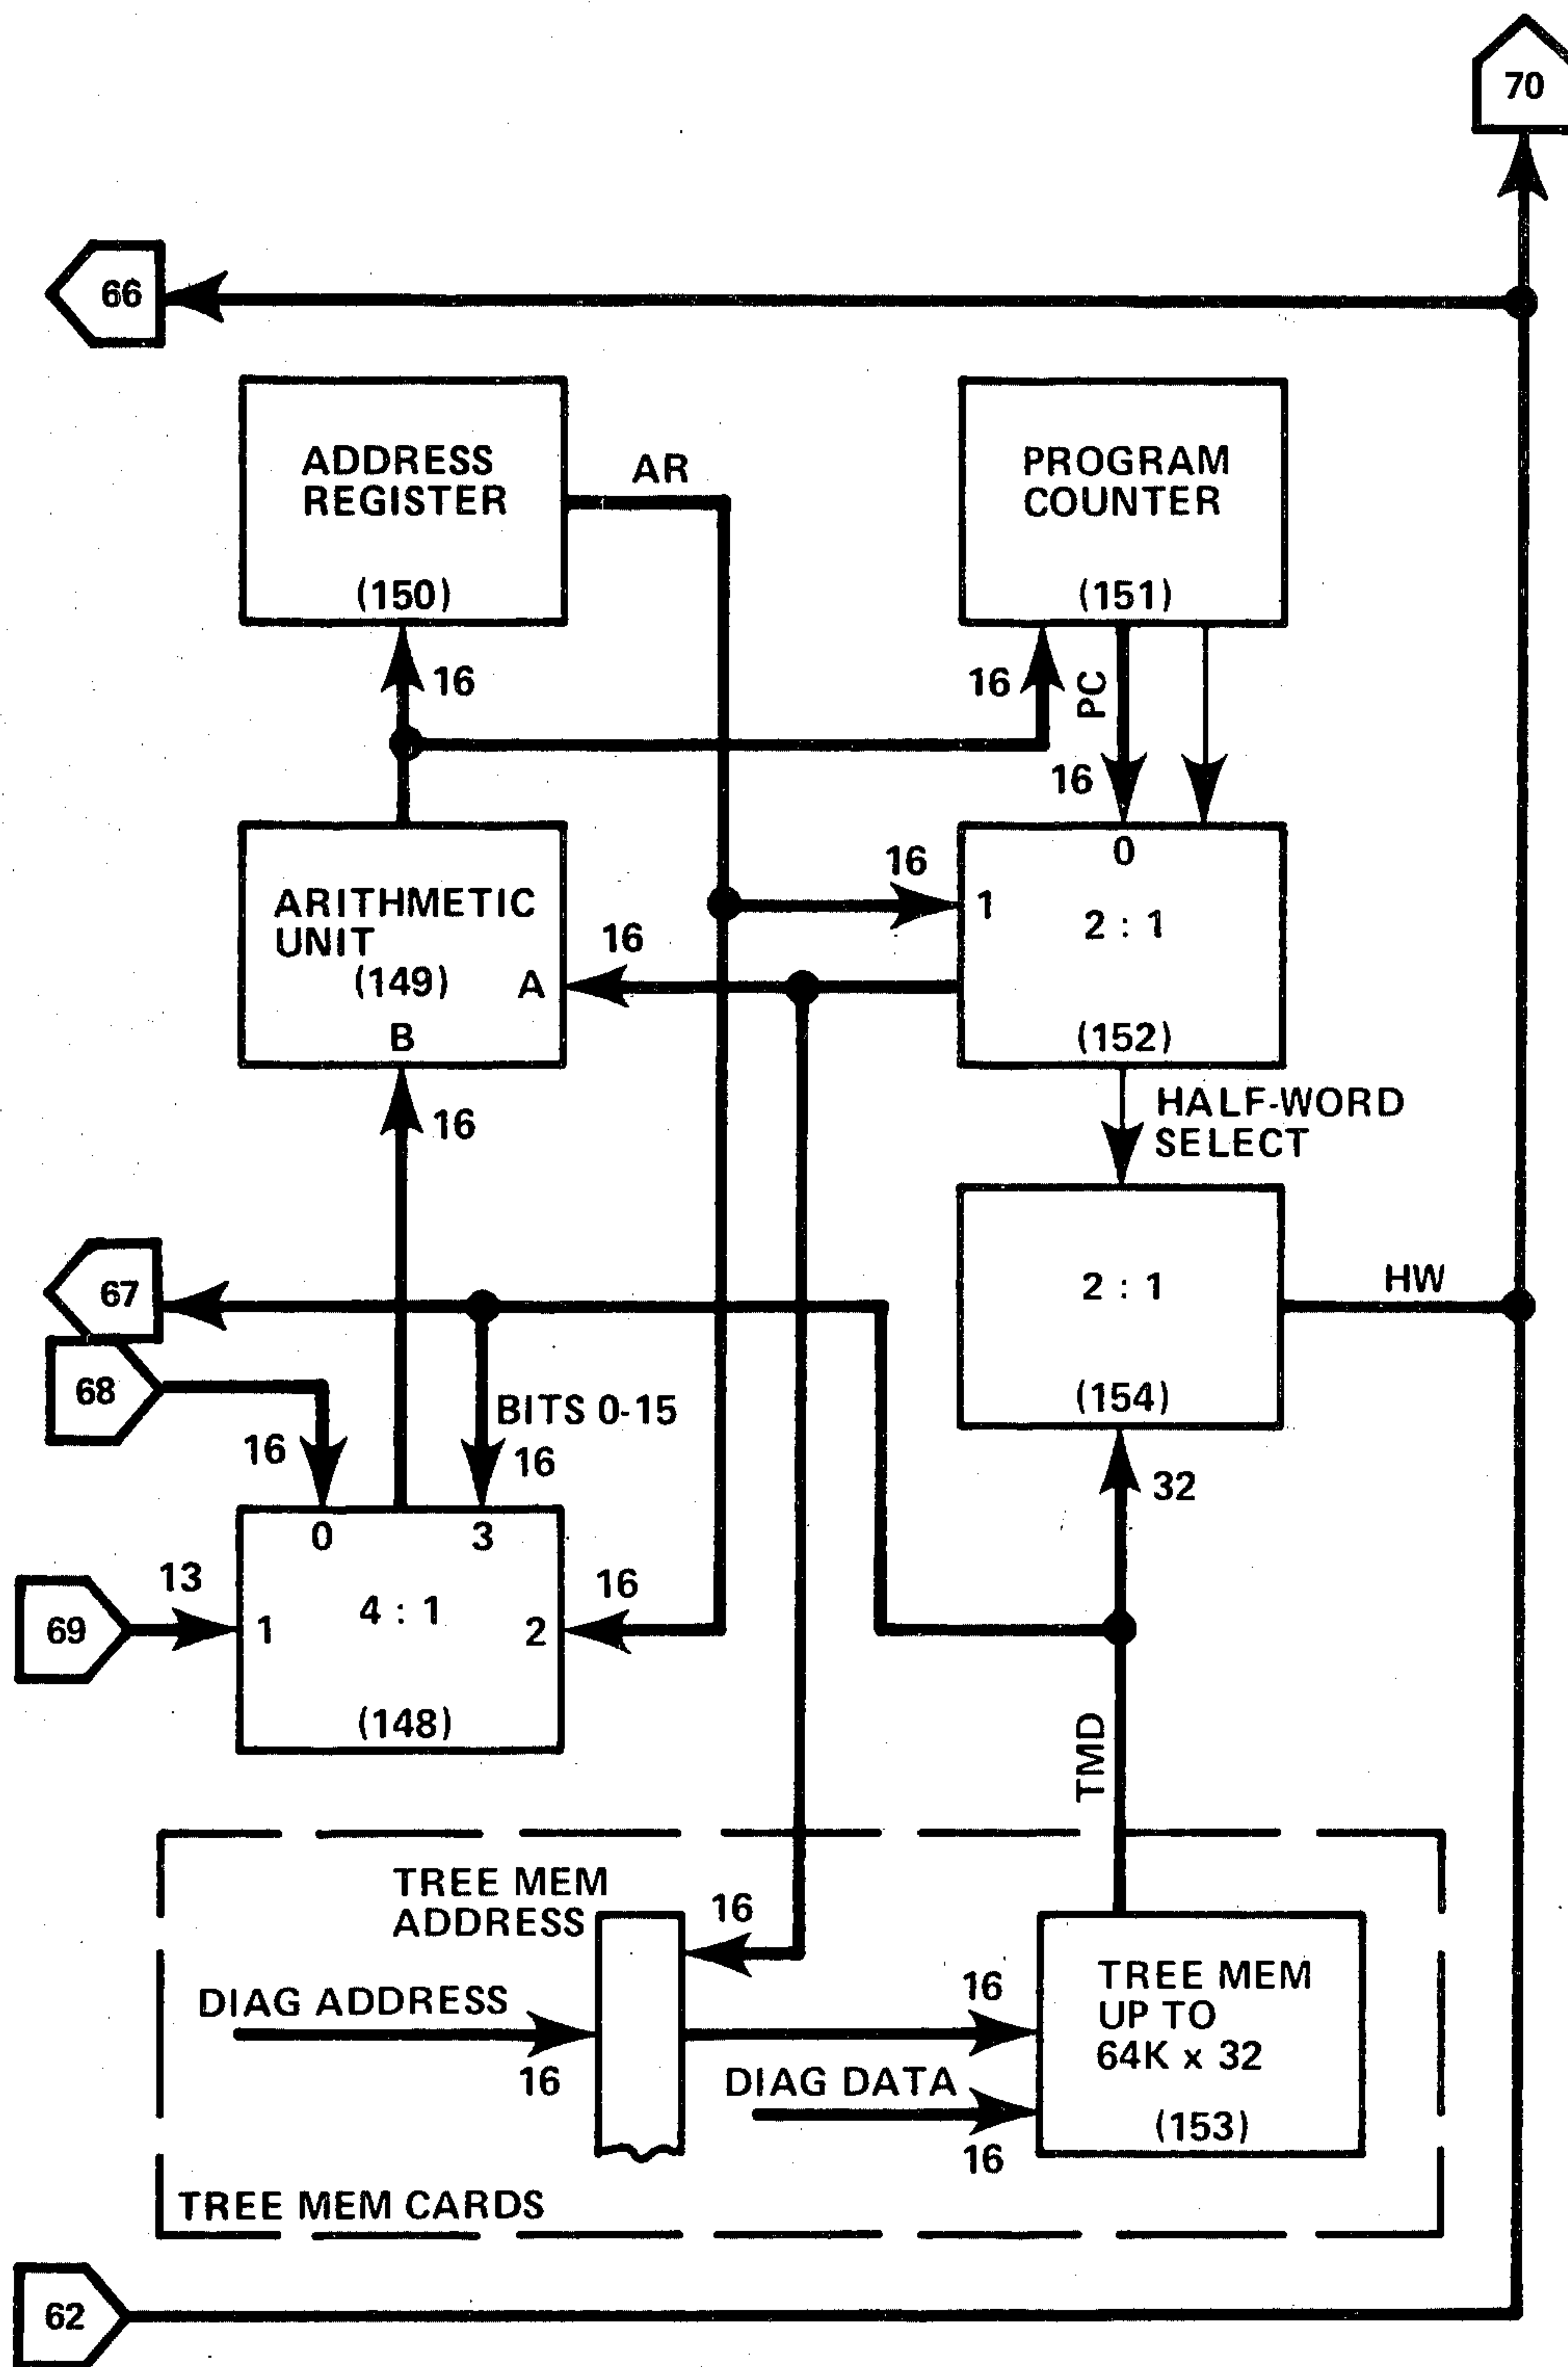 70
66
ADDRESS
REGISTER
(150)
AR
PROGRAM
COUNTER
(151)
16
16
PC
16
ARITHMETIC
UNIT
(149)
A
B
16
16
0
1
2 : 1
(152)
16
HALF-WORD
SELECT
67
68
2 : 1
(154)
HW
BITS 0-15
16
16
32
69
13
0
3
4 : 1
1
2
(148)
16
TMD
TREE MEM
ADDRESS
16
DIAG ADDRESS
16
16
TREE MEM
UP TO
64K x 32
(153)
DIAG DATA
16
TREE MEM CARDS
62